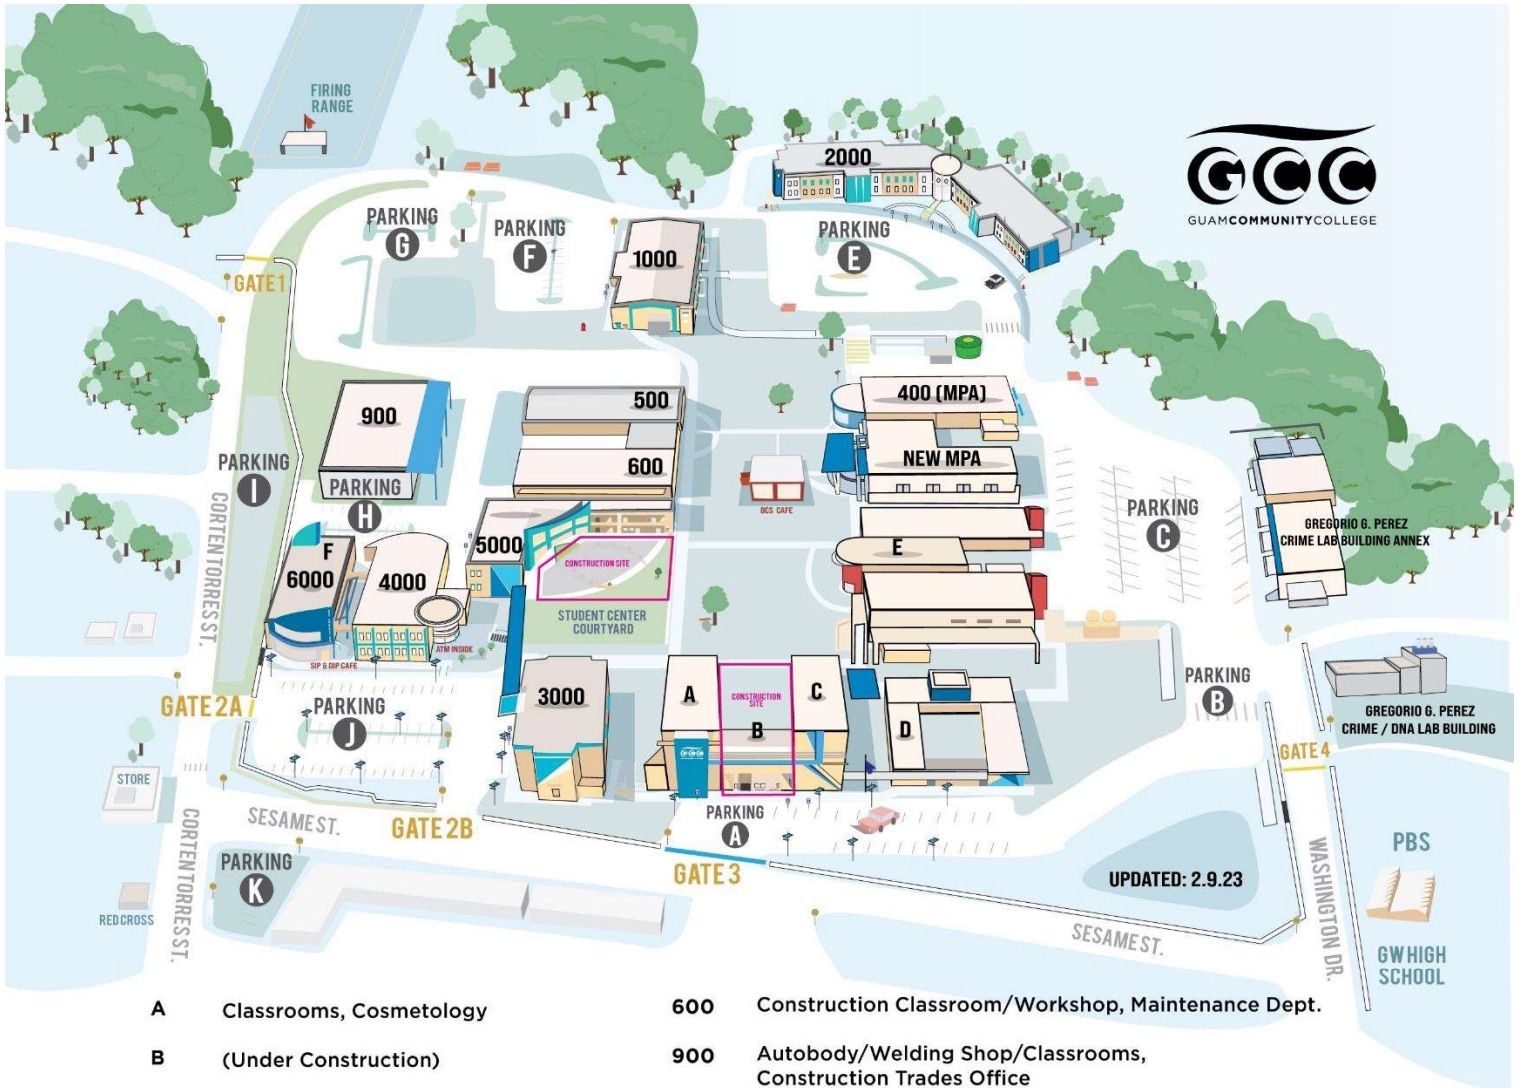 FIRING
RANGE
2000
GCC
GUAMCOMMUNITYCOLLEGE
PARKING
G
PARKING
F
1000
PARKING
E
GATE 1
900
500
400 (MPA)
PARKING
I
PARKING
H
600
NEW MPA
BCS CAFE
PARKING
C
GREGORIO G. PEREZ
CRIME LAB BUILDING ANNEX
CORTEN TORRES ST.
F
6000
4000
5000
CONSTRUCTION SITE
E
STUDENT CENTER
COURTYARD
SIP & DIP CAFE
ATM INSIDE
GATE 2A
PARKING
J
3000
A
CONSTRUCTION
SITE
B
C
D
PARKING
B
GREGORIO G. PEREZ
CRIME / DNA LAB BUILDING
GATE 4
STORE
SESAME ST.
GATE 2B
GCC
PARKING
A
CORTEN TORRES ST.
PARKING
K
GATE 3
UPDATED: 2.9.23
WASHINGTON DR.
PBS
RED CROSS
SESAME ST.
GW HIGH
SCHOOL
A Classrooms, Cosmetology
B (Under Construction)
600 Construction Classroom/Workshop, Maintenance Dept.
900 Autobody/Welding Shop/Classrooms,
Construction Trades Office